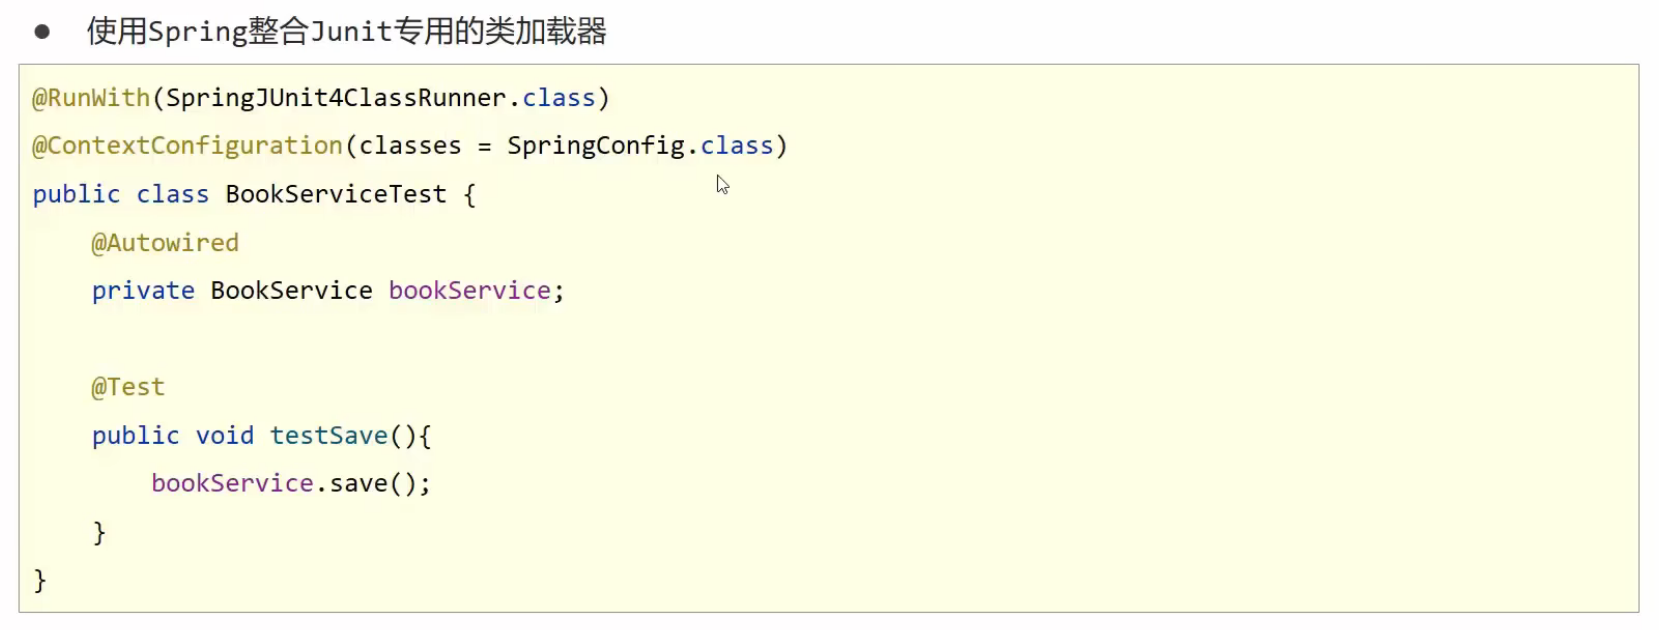 ● 使用Spring整合Junit专用的类加载器
@RunWith(SpringJUnit4ClassRunner.class)
@ContextConfiguration(classes = SpringConfig.class)
public class BookServiceTest {
    @Autowired
    private BookService bookService;
    @Test
    public void testSave(){
        bookService.save();
    }
}